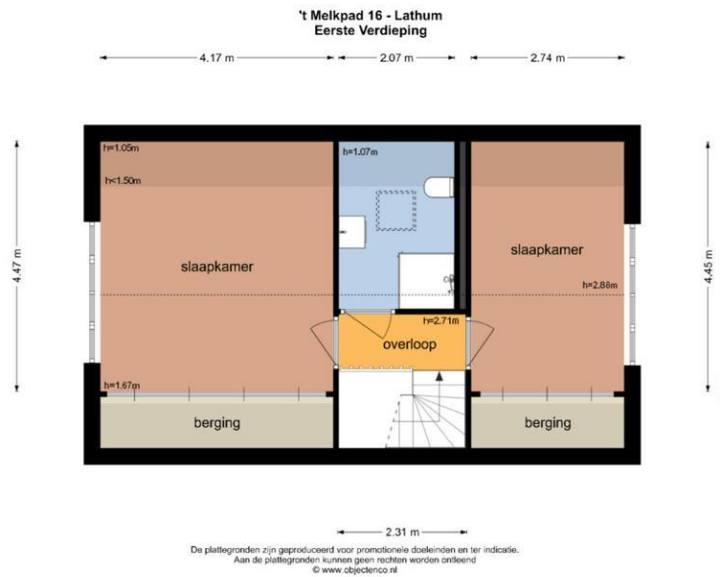 't Melkpad 16 - Lathum
Eerste Verdieping
4.17 m
2.07 m
2.74 m
h=1.05m
h=1.07m
h<1.50m
4.47 m
4.45 m
slaapkamer
slaapkamer
h=2.88m
h=2.71m
overloop
h=1.67m
berging
berging
2.31 m
De plattegronden zijn geproduceerd voor promotionele doeleinden en ter indicatie.
Aan de plattegronden kunnen geen rechten worden ontleend
© www.objectenco.nl